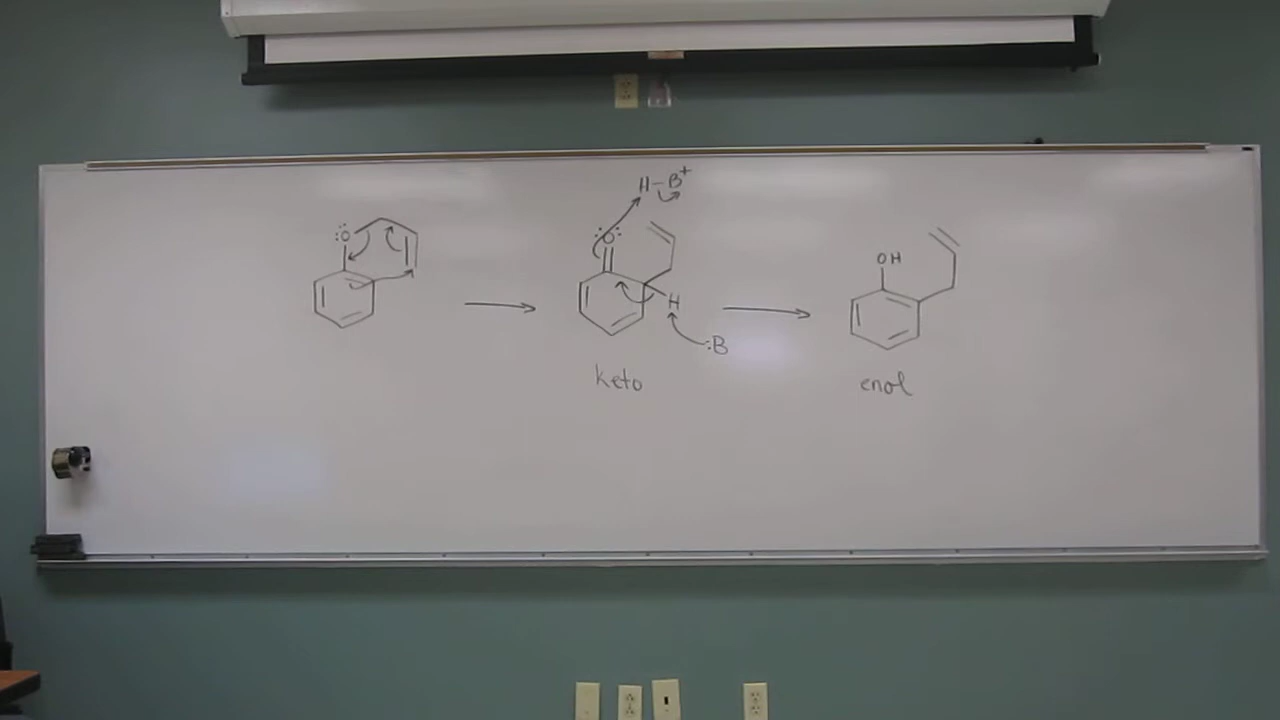 H–B⁺
:Ö
:O:
OH
H
:B
keto
enol